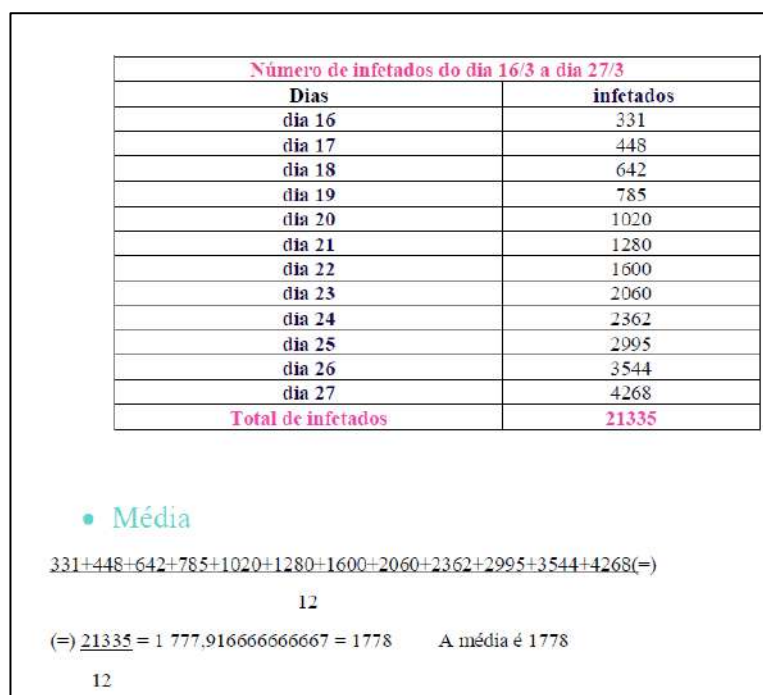 Número de infetados do dia 16/3 a dia 27/3
Dias infetados
dia 16 331
dia 17 448
dia 18 642
dia 19 785
dia 20 1020
dia 21 1280
dia 22 1600
dia 23 2060
dia 24 2362
dia 25 2995
dia 26 3544
dia 27 4268
Total de infetados 21335
• Média
331+448+642+785+1020+1280+1600+2060+2362+2995+3544+4268(=)
12
(=) 21335 = 1 777,916666666667 = 1778 A média é 1778
12